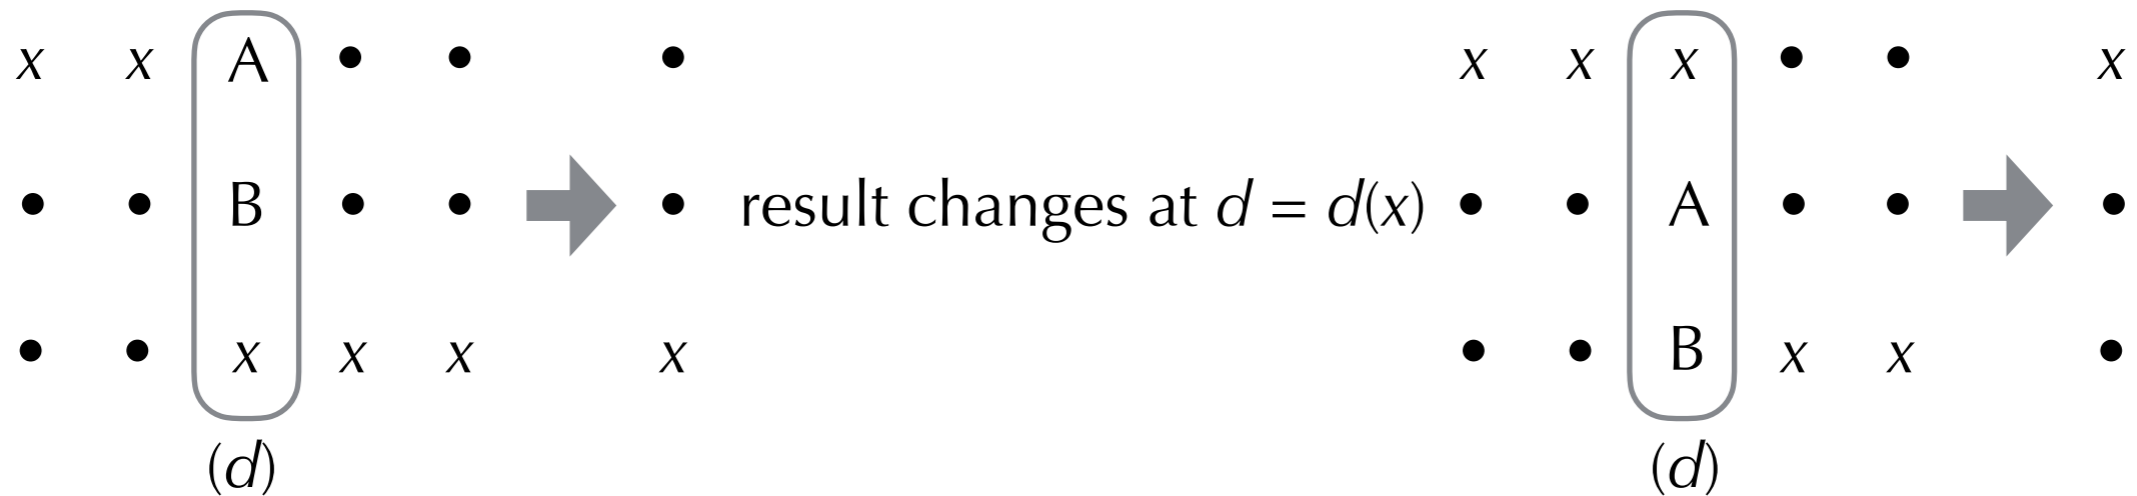 x x A • • • x x x • • x
• • B • • • result changes at d = d(x) • • A • • •
• • x x x x • • B x x •
(d) (d)